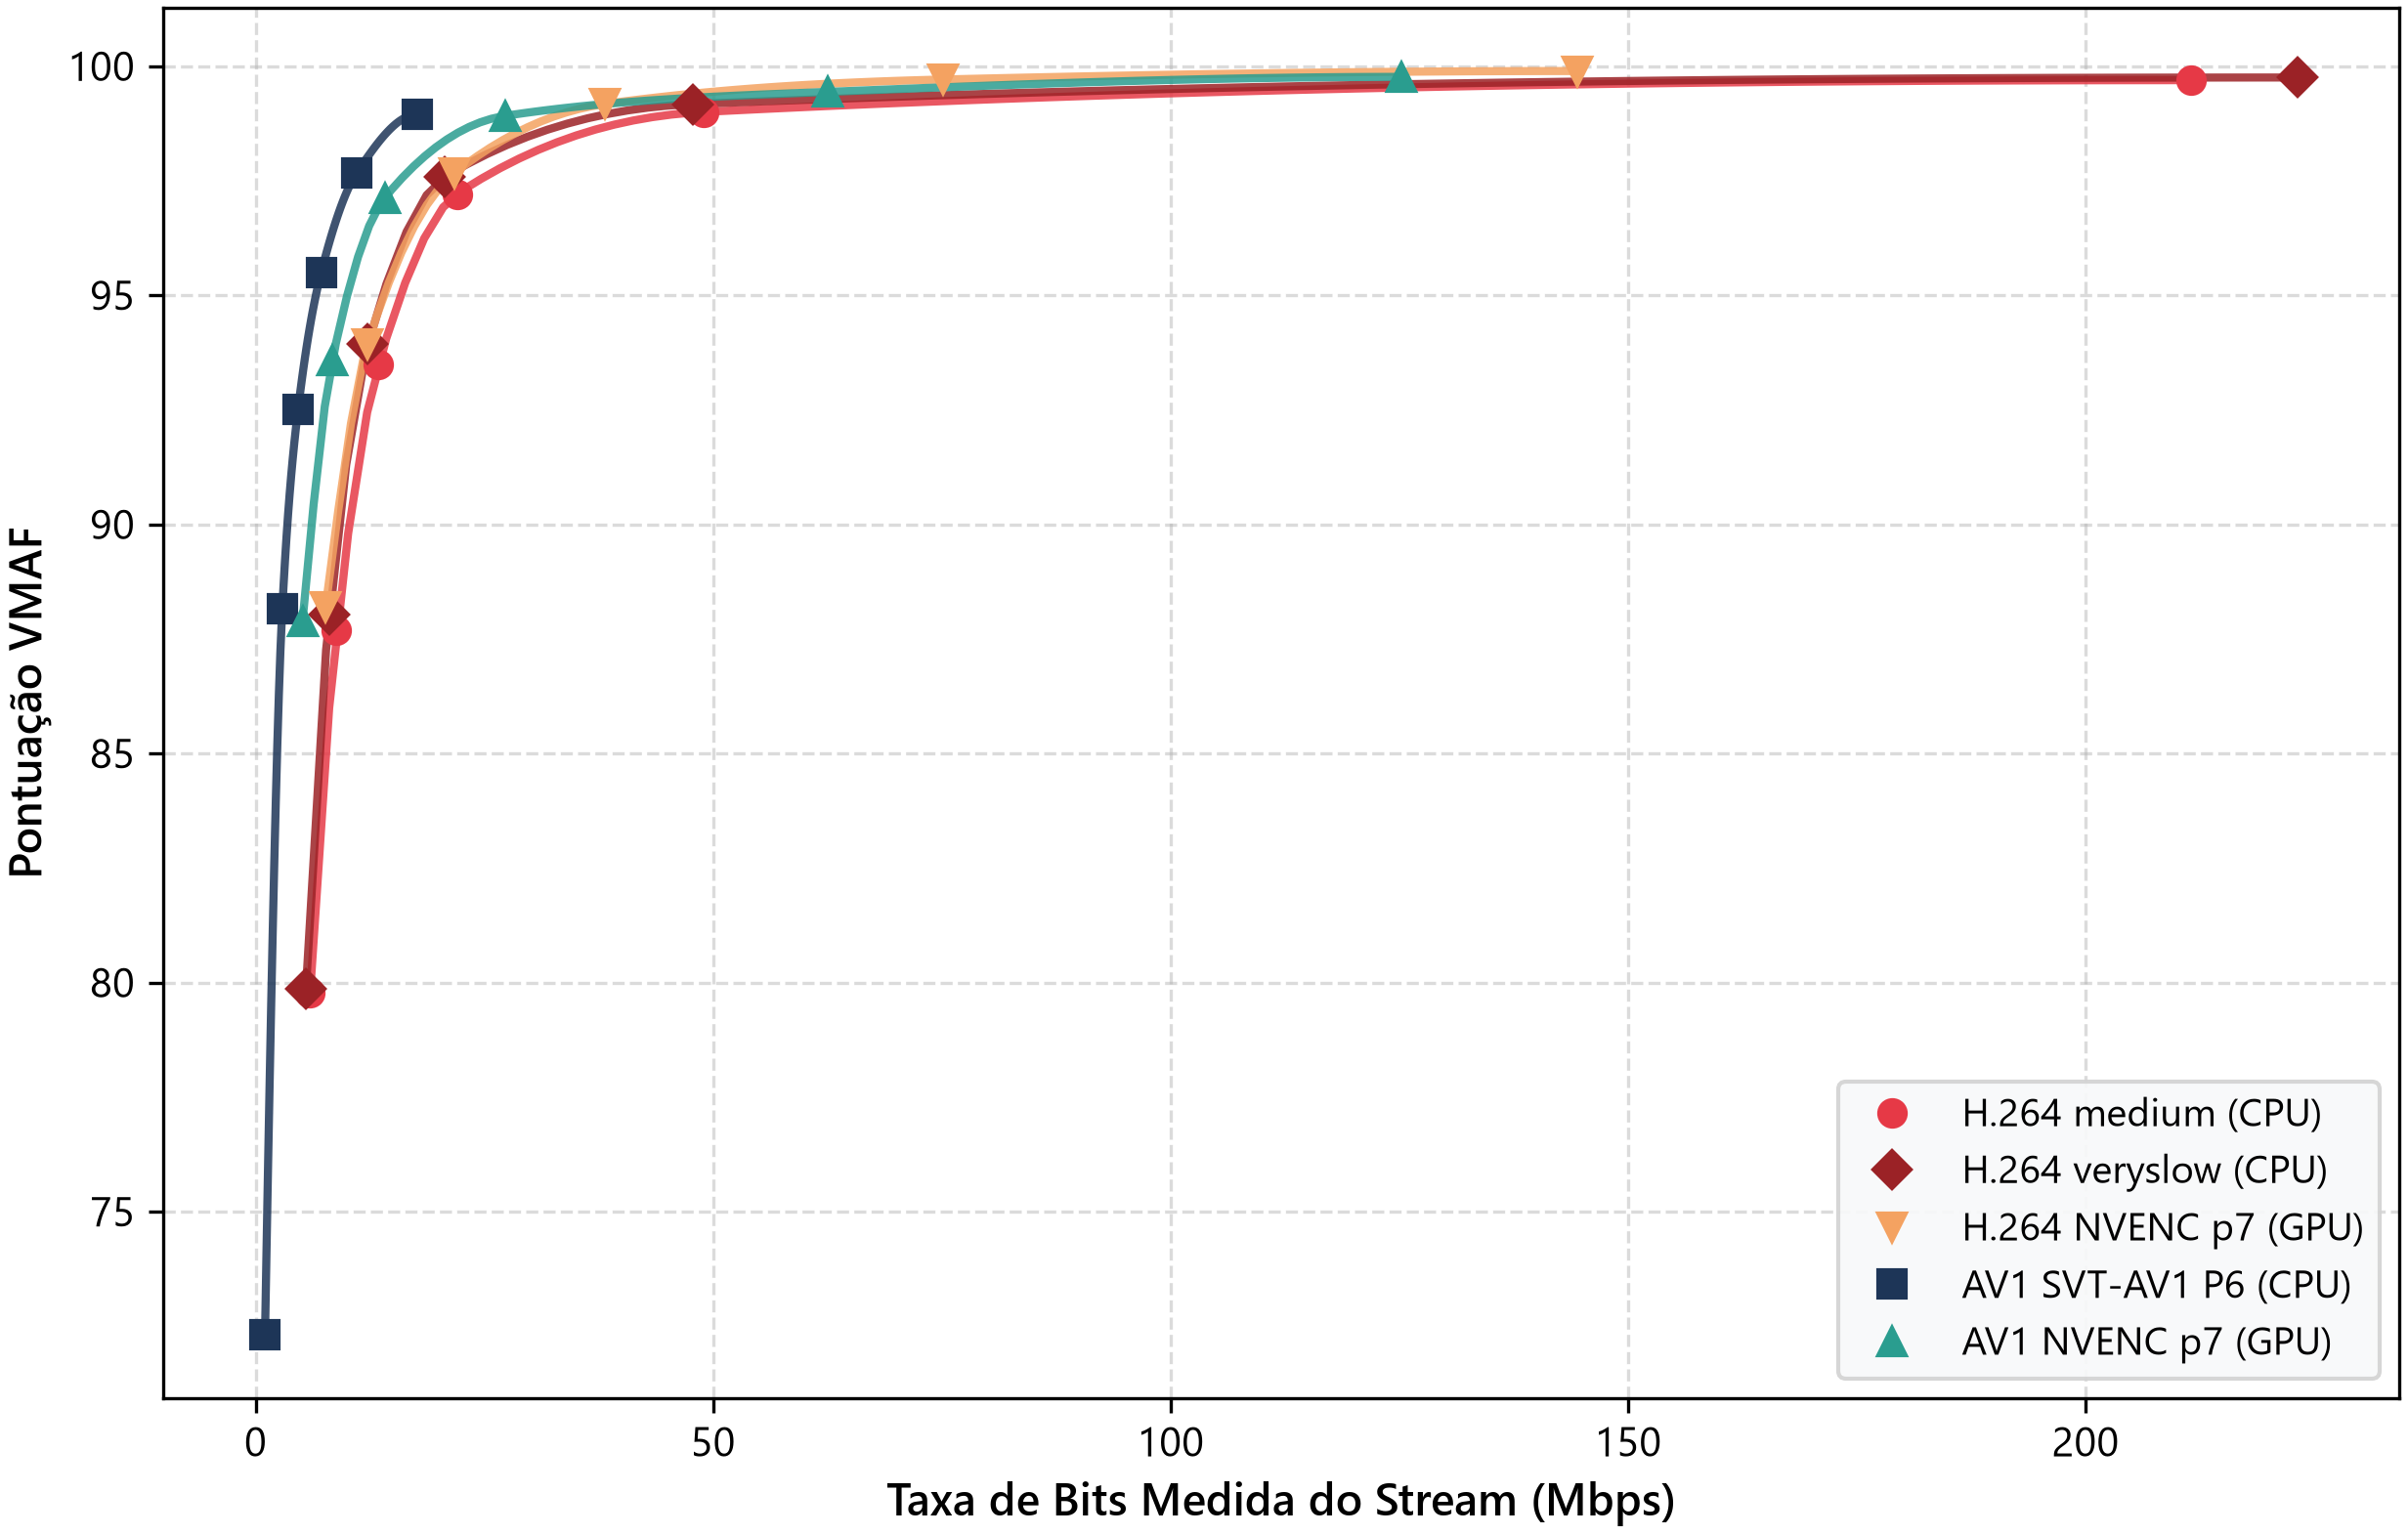 Pontuação VMAF
100
95
90
85
80
75
0
50
100
150
200
Taxa de Bits Medida do Stream (Mbps)
H.264 medium (CPU)
H.264 veryslow (CPU)
H.264 NVENC p7 (GPU)
AV1 SVT-AV1 P6 (CPU)
AV1 NVENC p7 (GPU)